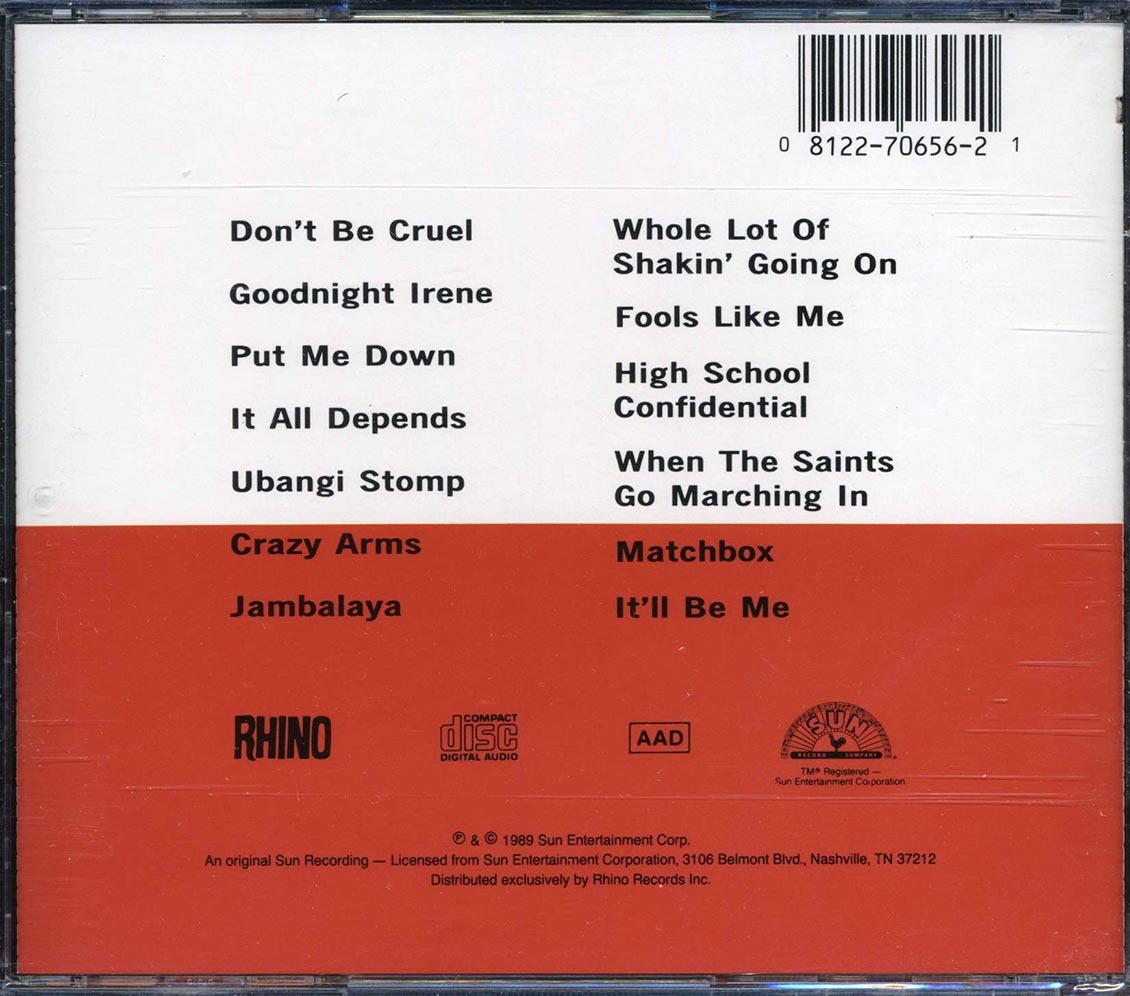 0 8122-70656-2 1
Don't Be Cruel
Goodnight Irene
Put Me Down
It All Depends
Ubangi Stomp
Crazy Arms
Jambalaya
Whole Lot Of
Shakin' Going On
Fools Like Me
High School
Confidential
When The Saints
Go Marching In
Matchbox
It'll Be Me
RHINO
COMPACT
disc
DIGITAL AUDIO
AAD
SUN
RECORD COMPANY
TM® Registered —
Sun Entertainment Corporation
℗ & © 1989 Sun Entertainment Corp.
An original Sun Recording — Licensed from Sun Entertainment Corporation, 3106 Belmont Blvd., Nashville, TN 37212
Distributed exclusively by Rhino Records Inc.